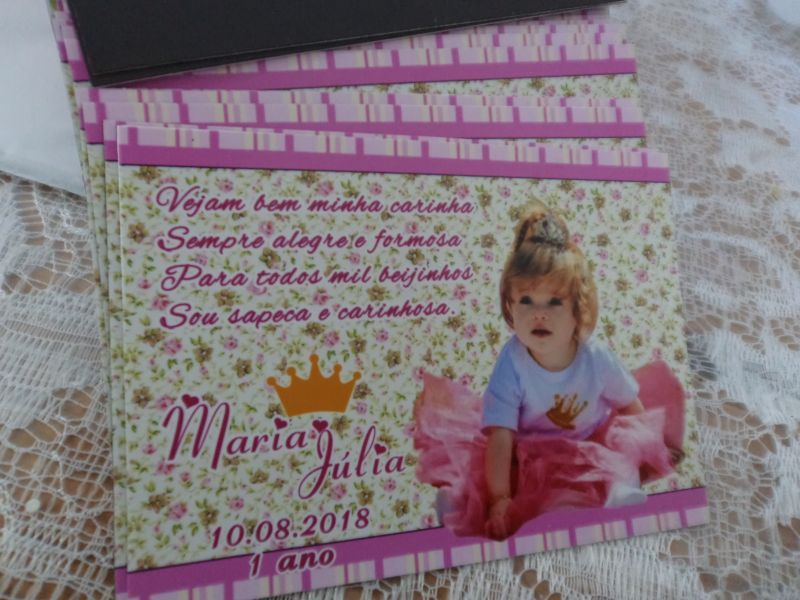 Vejam bem minha carinha
Sempre alegre e formosa
Para todos mil beijinhos
Sou sapeca e carinhosa.
Maria
Júlia
10.08.2018
1 ano